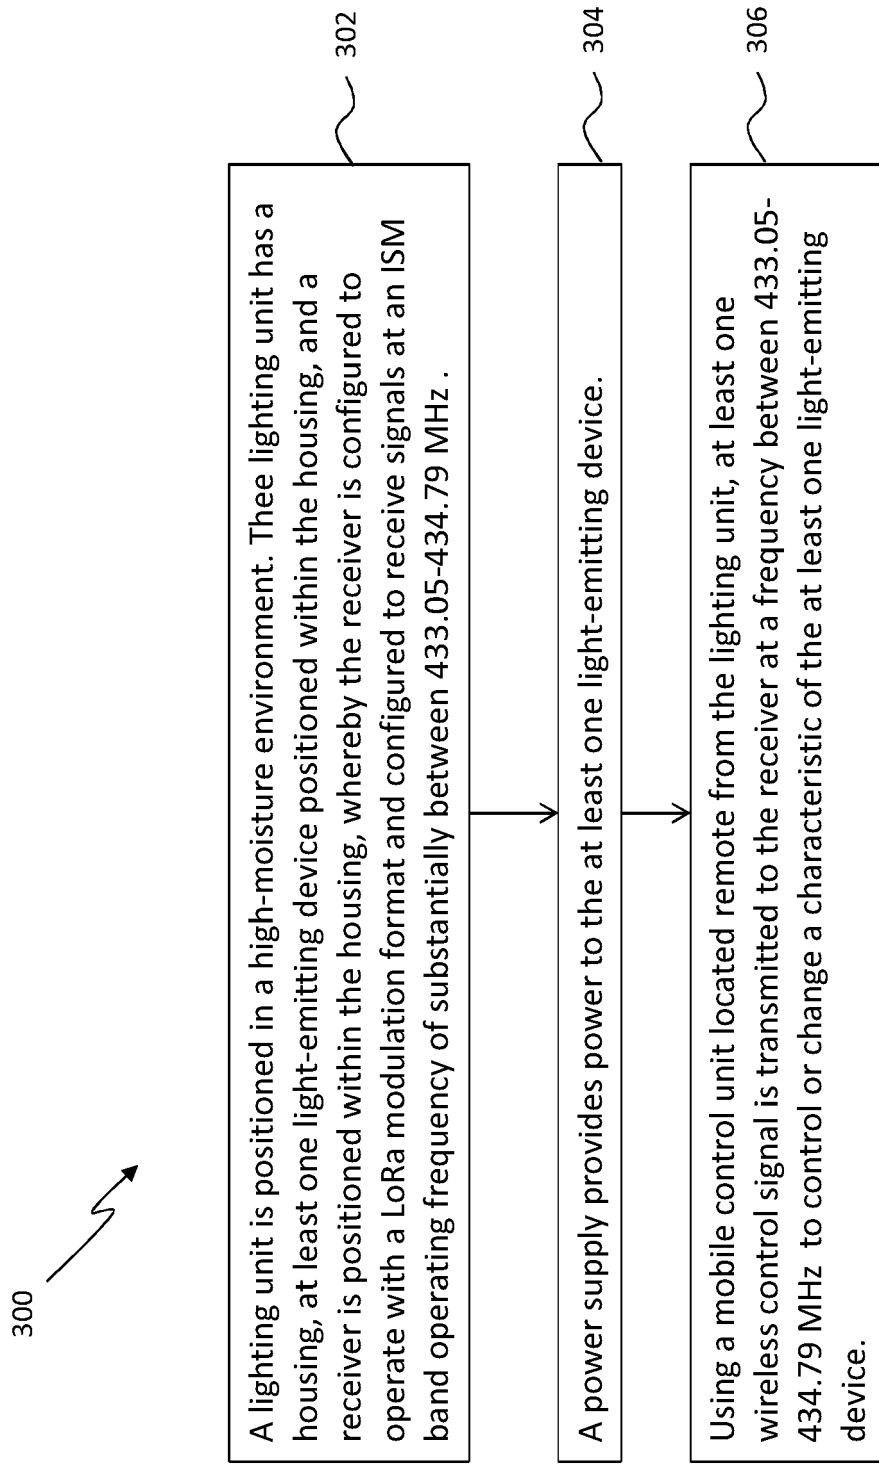 300
A lighting unit is positioned in a high-moisture environment. Thee lighting unit has a
housing, at least one light-emitting device positioned within the housing, and a
receiver is positioned within the housing, whereby the receiver is configured to
operate with a LoRa modulation format and configured to receive signals at an ISM
band operating frequency of substantially between 433.05-434.79 MHz .
302
A power supply provides power to the at least one light-emitting device.
304
Using a mobile control unit located remote from the lighting unit, at least one
wireless control signal is transmitted to the receiver at a frequency between 433.05-
434.79 MHz to control or change a characteristic of the at least one light-emitting
device.
306